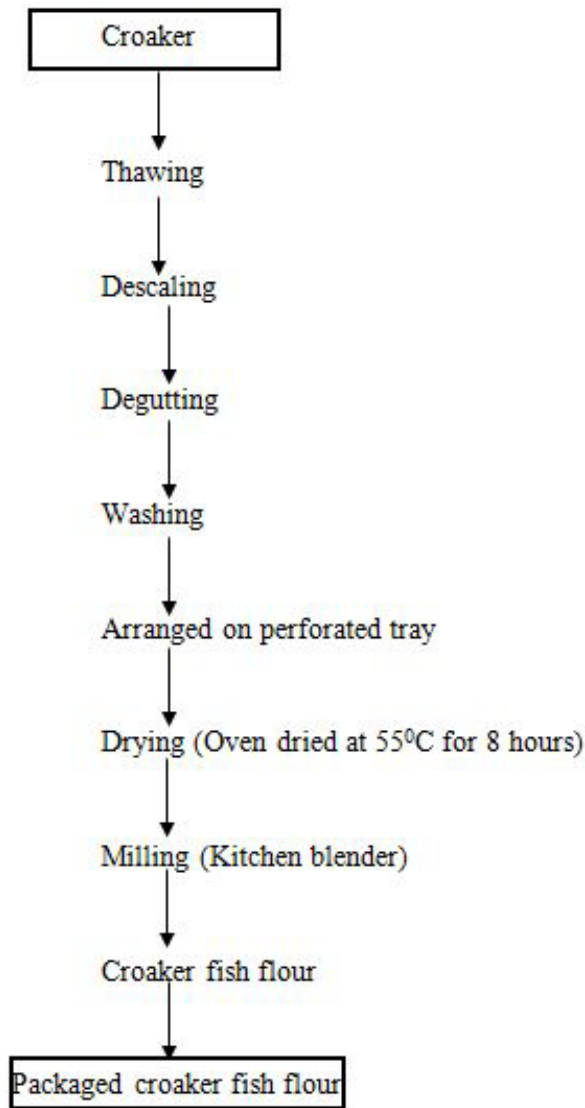 Croaker
Thawing
Descaling
Degutting
Washing
Arranged on perforated tray
Drying (Oven dried at 55⁰C for 8 hours)
Milling (Kitchen blender)
Croaker fish flour
Packaged croaker fish flour